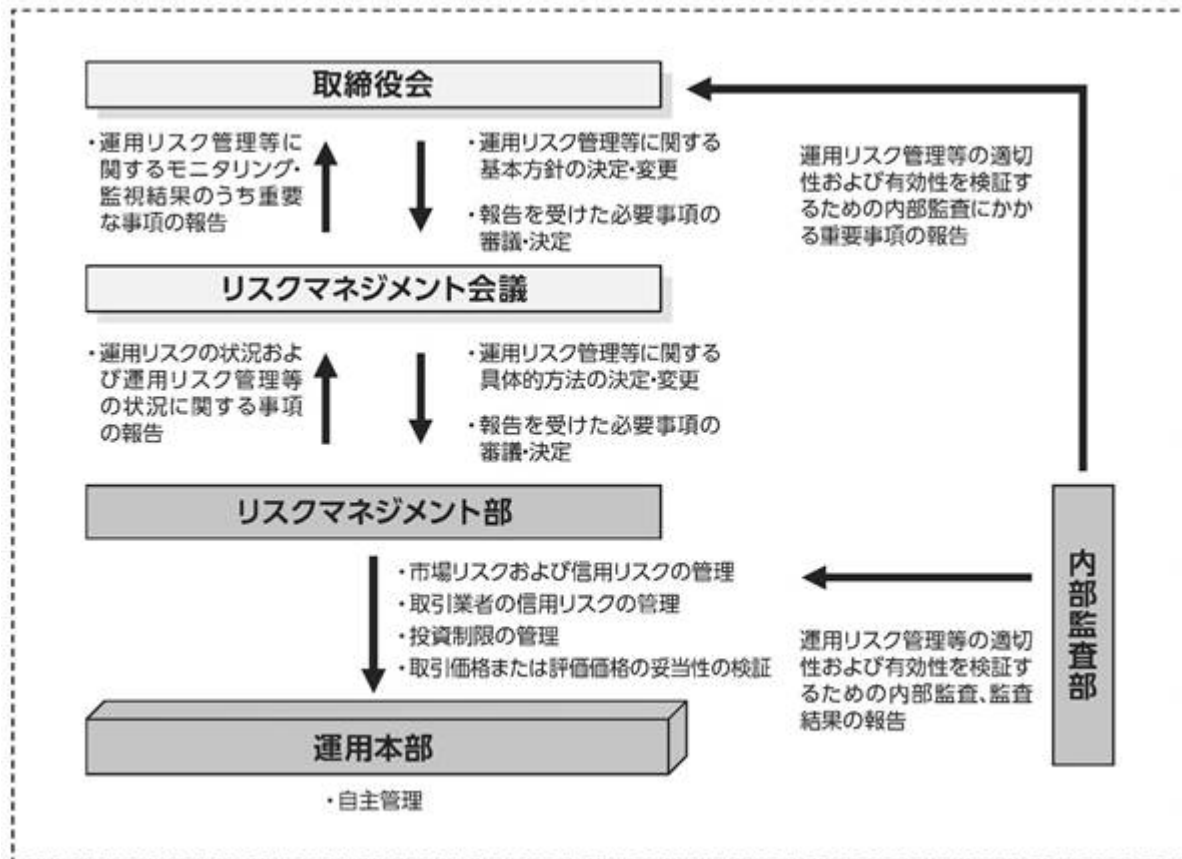 取締役会
・運用リスク管理等に
関するモニタリング・
監視結果のうち重要
な事項の報告
・運用リスク管理等に関する
基本方針の決定・変更
・報告を受けた必要事項の
審議・決定
運用リスク管理等の適切
性および有効性を検証す
るための内部監査にかか
る重要事項の報告
リスクマネジメント会議
・運用リスクの状況およ
び運用リスク管理等
の状況に関する事項
の報告
・運用リスク管理等に関する
具体的方法の決定・変更
・報告を受けた必要事項の
審議・決定
リスクマネジメント部
・市場リスクおよび信用リスクの管理
・取引業者の信用リスクの管理
・投資制限の管理
・取引価格または評価価格の妥当性の検証
運用リスク管理等の適切
性および有効性を検証す
るための内部監査、監査
結果の報告
内部監査部
運用本部
・自主管理